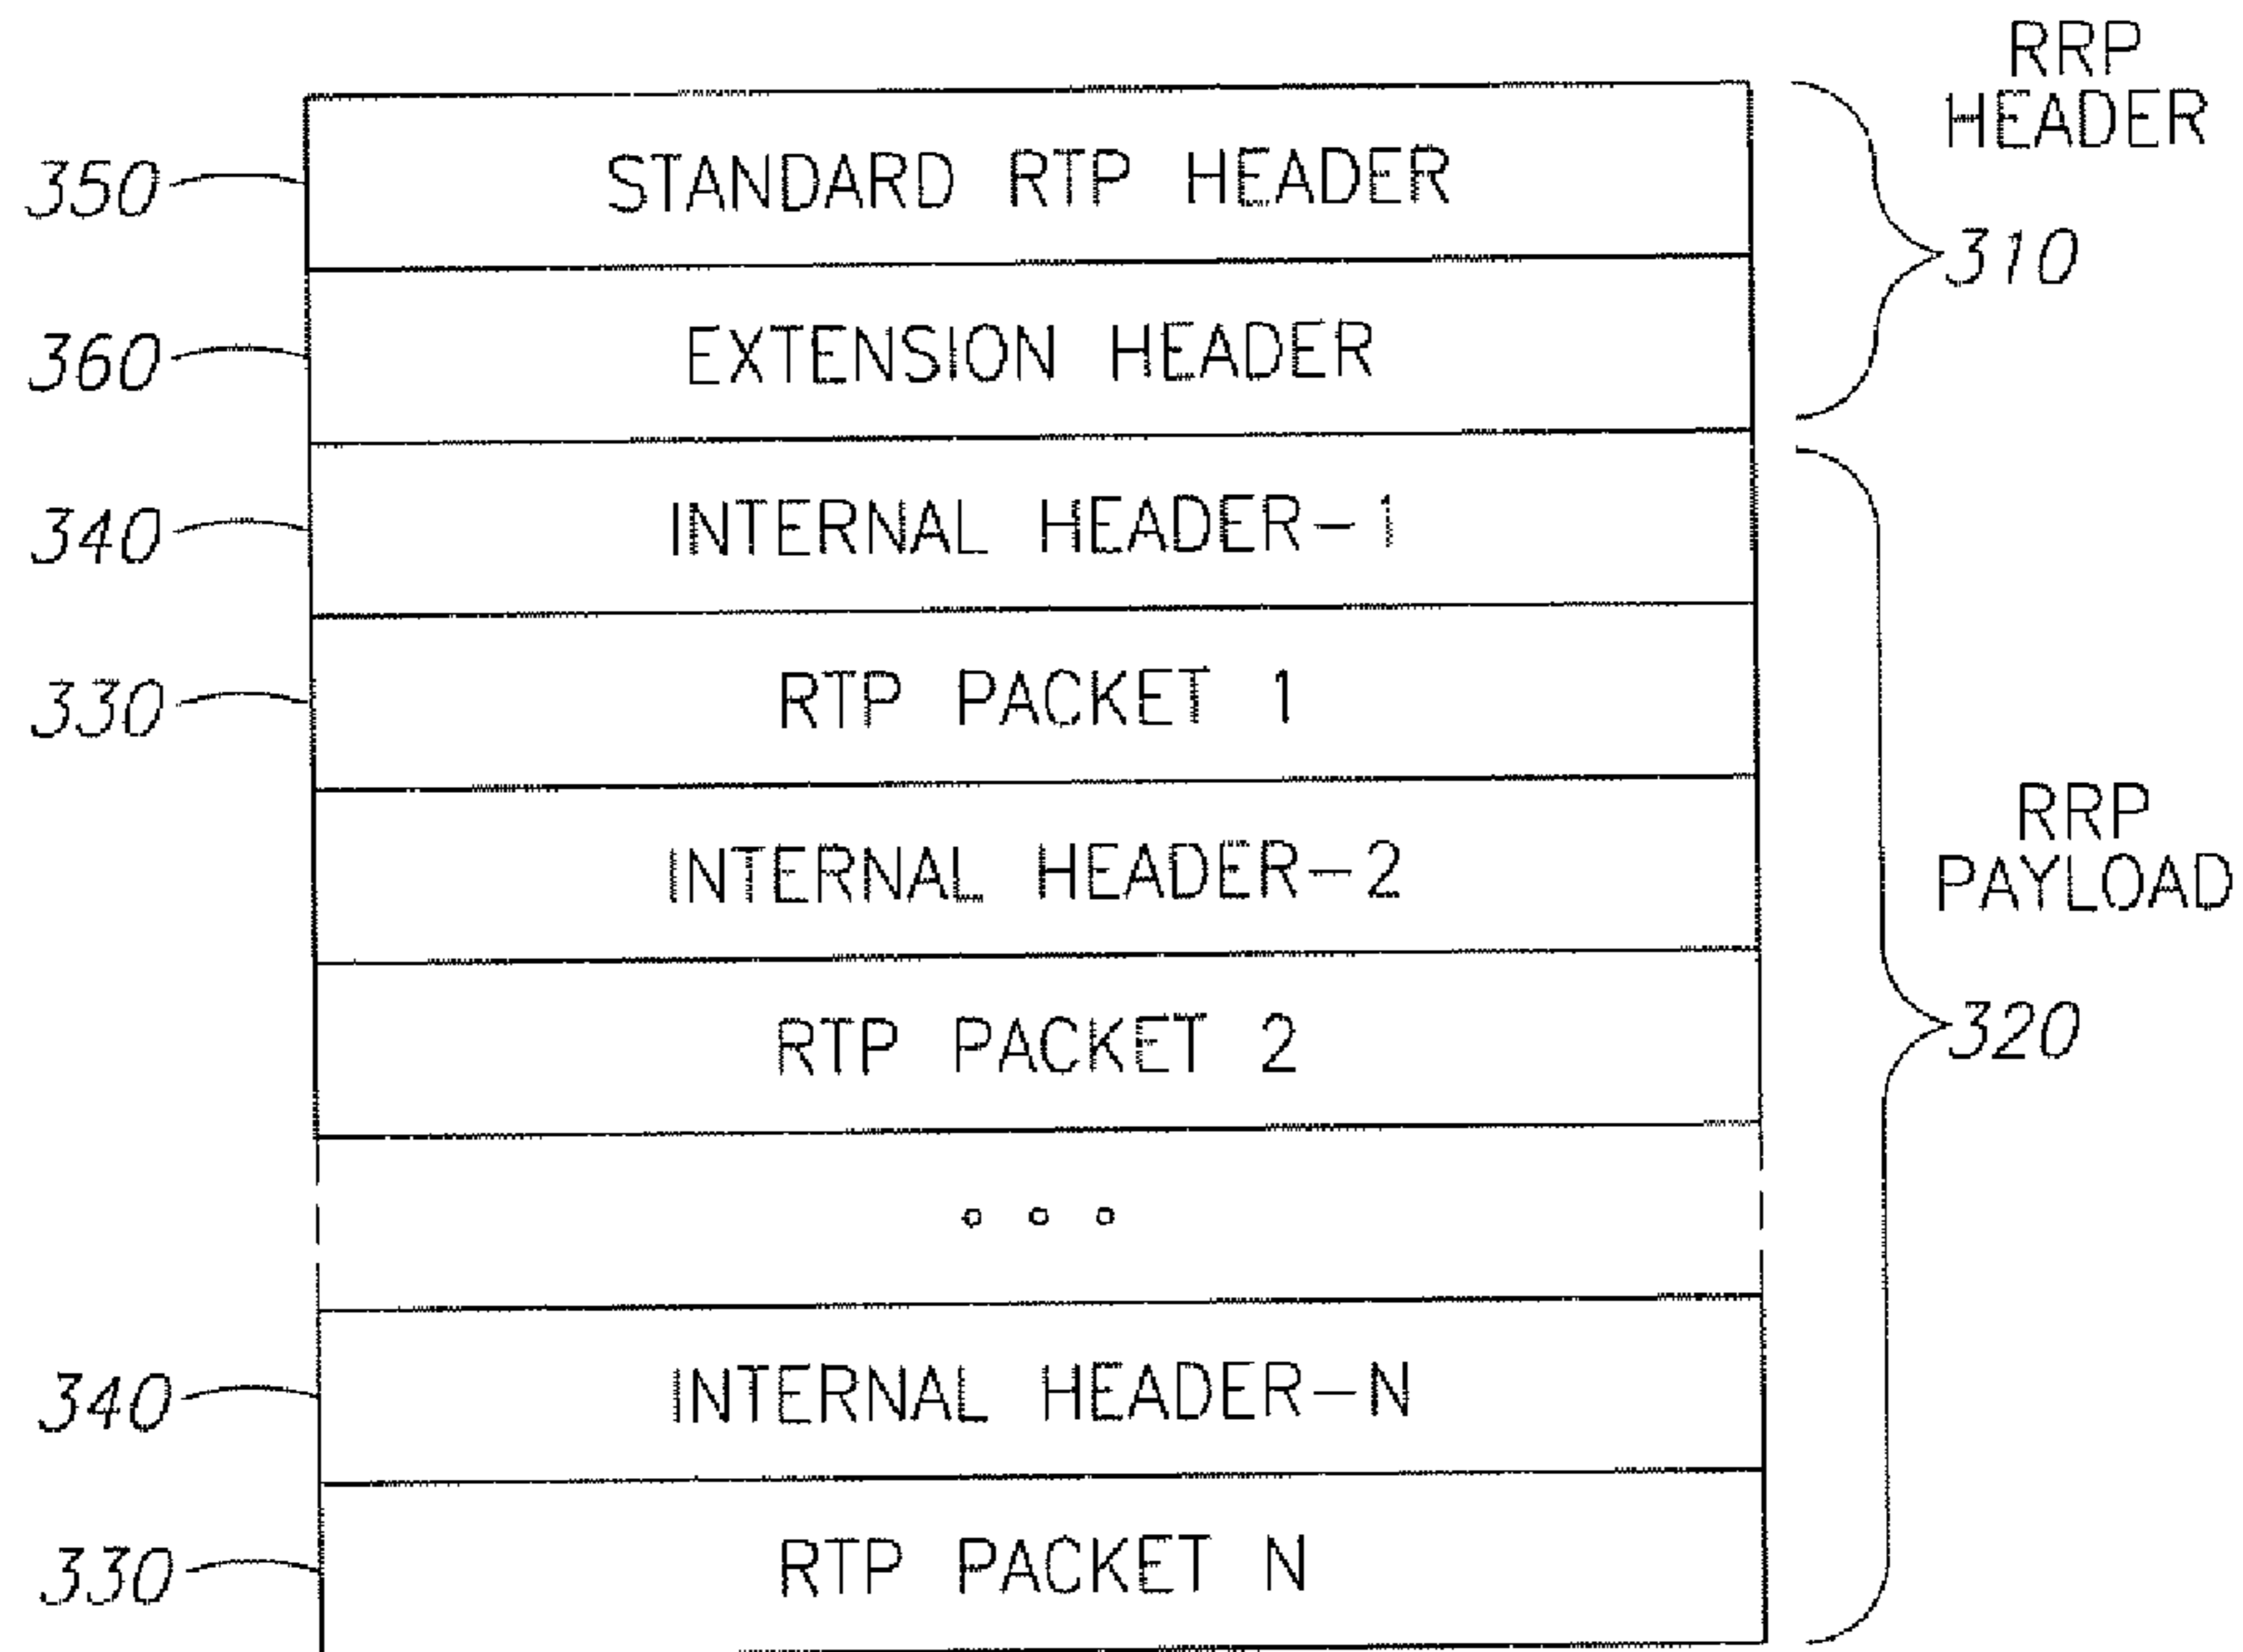 RRP
HEADER
350
STANDARD RTP HEADER
310
360
EXTENSION HEADER
340
INTERNAL HEADER-1
330
RTP PACKET 1
RRP
PAYLOAD
INTERNAL HEADER-2
320
RTP PACKET 2
340
INTERNAL HEADER-N
330
RTP PACKET N